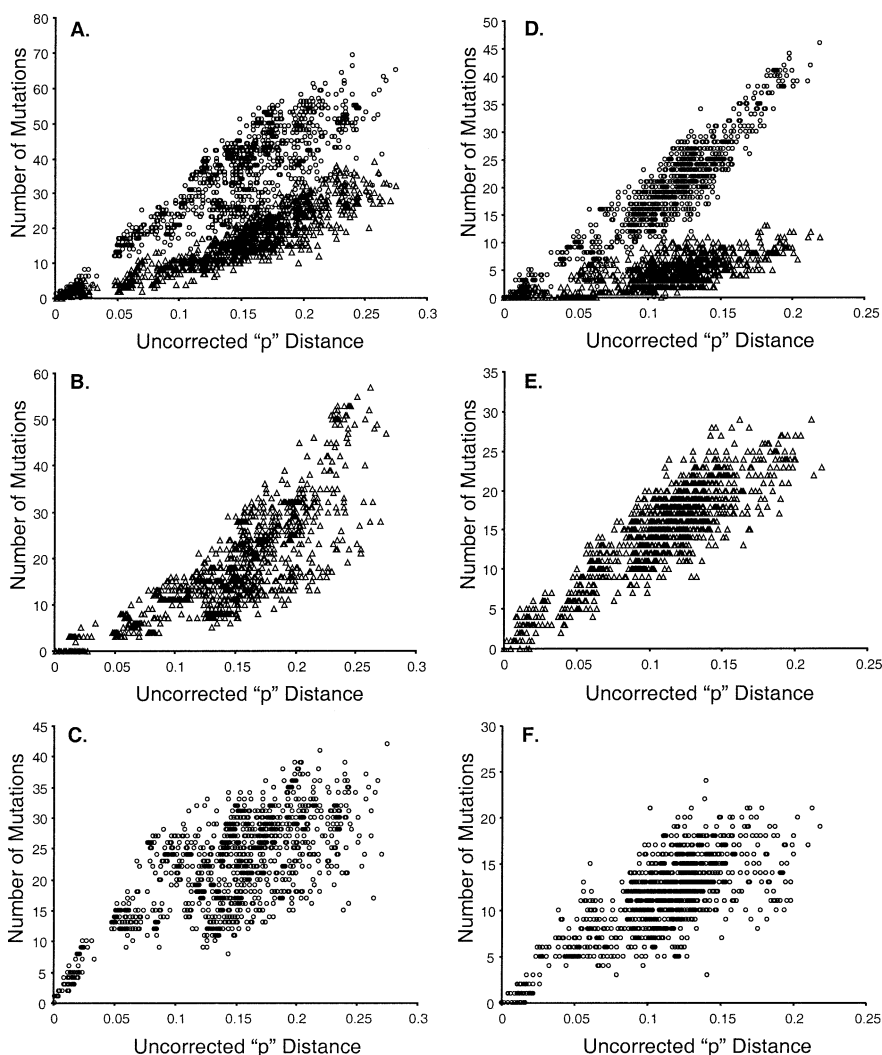 A.
Number of Mutations
80
70
60
50
40
30
20
10
0
0 0.05 0.1 0.15 0.2 0.25 0.3
Uncorrected “p” Distance
D.
Number of Mutations
50
45
40
35
30
25
20
15
10
5
0
0 0.05 0.1 0.15 0.2 0.25
Uncorrected “p” Distance
B.
Number of Mutations
60
50
40
30
20
10
0
0 0.05 0.1 0.15 0.2 0.25 0.3
Uncorrected “p” Distance
E.
Number of Mutations
35
30
25
20
15
10
5
0
0 0.05 0.1 0.15 0.2 0.25
Uncorrected “p” Distance
C.
Number of Mutations
45
40
35
30
25
20
15
10
5
0
0 0.05 0.1 0.15 0.2 0.25 0.3
Uncorrected “p” Distance
F.
Number of Mutations
30
25
20
15
10
5
0
0 0.05 0.1 0.15 0.2 0.25
Uncorrected “p” Distance